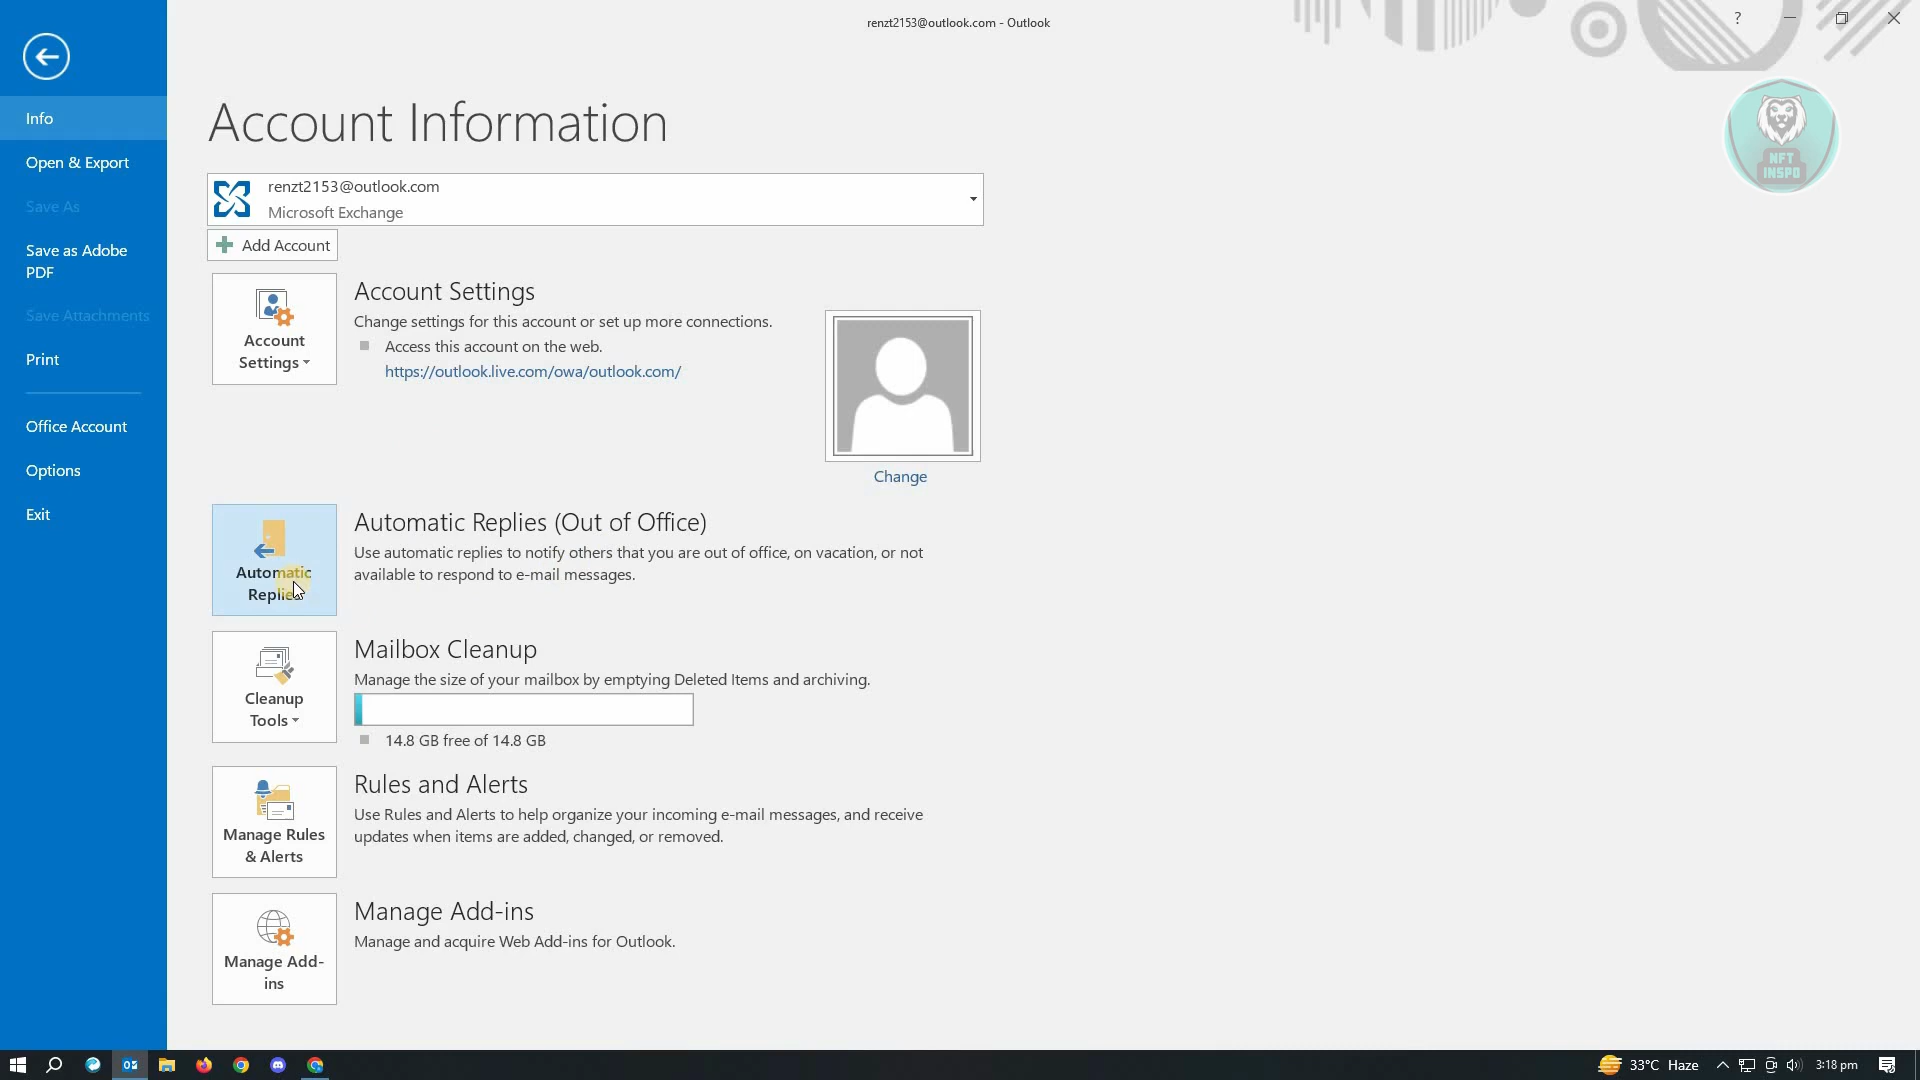 renzt2153@outlook.com - Outlook
?
Info
Open & Export
Save As
Save as Adobe
PDF
Save Attachments
Print
Office Account
Options
Exit
Account Information
renzt2153@outlook.com
Microsoft Exchange
Add Account
Account
Settings
Account Settings
Change settings for this account or set up more connections.
Access this account on the web.
https://outlook.live.com/owa/outlook.com/
Change
Automatic
Replies
Automatic Replies (Out of Office)
Use automatic replies to notify others that you are out of office, on vacation, or not
available to respond to e-mail messages.
Cleanup
Tools
Mailbox Cleanup
Manage the size of your mailbox by emptying Deleted Items and archiving.
14.8 GB free of 14.8 GB
Manage Rules
& Alerts
Rules and Alerts
Use Rules and Alerts to help organize your incoming e-mail messages, and receive
updates when items are added, changed, or removed.
Manage Add-
ins
Manage Add-ins
Manage and acquire Web Add-ins for Outlook.
NFT
INSPO
33°C Haze
3:18 pm